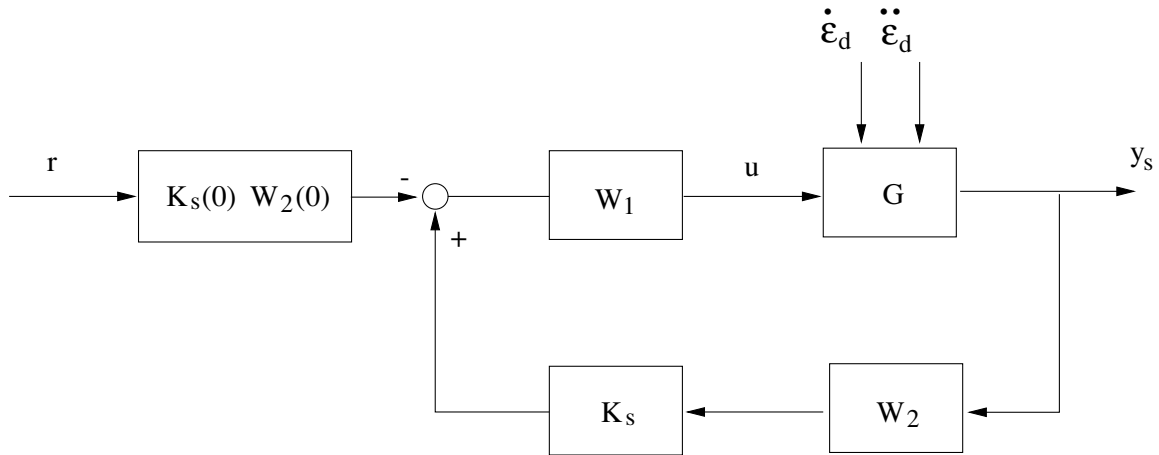 ε̇d ε̈d
r
Ks(0) W2(0)
-
+
W1
u
G
ys
Ks
W2